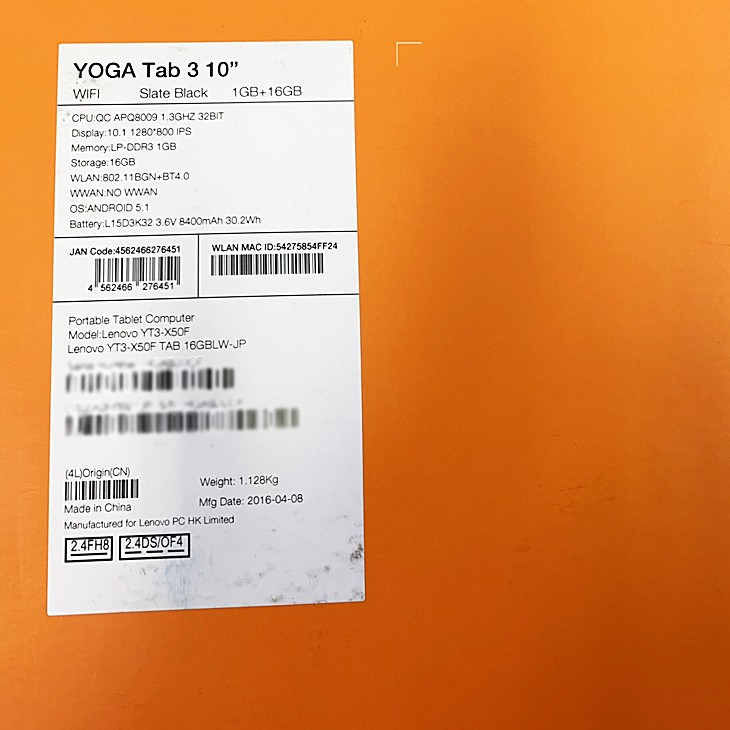 YOGA Tab 3 10”
WIFI Slate Black 1GB+16GB
CPU:QC APQ8009 1.3GHZ 32BIT
Display:10.1 1280*800 IPS
Memory:LP-DDR3 1GB
Storage:16GB
WLAN:802.11BGN+BT4.0
WWAN:NO WWAN
OS:ANDROID 5.1
Battery:L15D3K32 3.6V 8400mAh 30.2Wh
JAN Code:4562466276451
4 562466 276451
WLAN MAC ID:54275854FF24
Portable Tablet Computer
Model:Lenovo YT3-X50F
Lenovo YT3-X50F TAB 16GBLW-JP
(4L)Origin(CN)
Made in China
Weight: 1.128Kg
Mfg Date: 2016-04-08
Manufactured for Lenovo PC HK Limited
2.4FH8 2.4DS/OF4